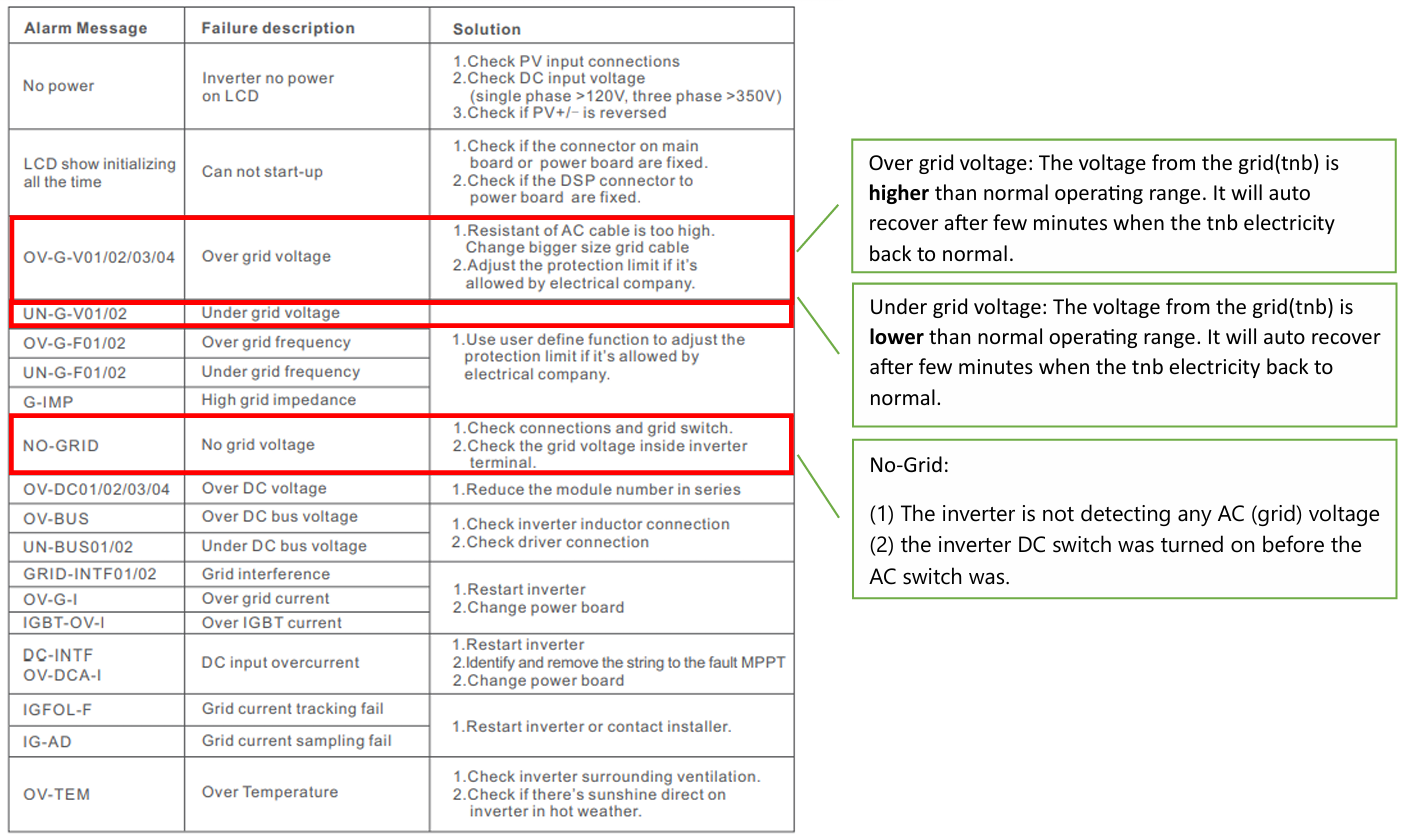 Alarm Message Failure description Solution
No power
Inverter no power
on LCD
1.Check PV input connections
2.Check DC input voltage
(single phase >120V, three phase >350V)
3.Check if PV+/− is reversed
LCD show initializing
all the time
Can not start-up
1.Check if the connector on main
board or power board are fixed.
2.Check if the DSP connector to
power board are fixed.
OV-G-V01/02/03/04
Over grid voltage
1.Resistant of AC cable is too high.
Change bigger size grid cable
2.Adjust the protection limit if it's
allowed by electrical company.
UN-G-V01/02
Under grid voltage
OV-G-F01/02
Over grid frequency
UN-G-F01/02
Under grid frequency
G-IMP
High grid impedance
1.Use user define function to adjust the
protection limit if it's allowed by
electrical company.
NO-GRID
No grid voltage
1.Check connections and grid switch.
2.Check the grid voltage inside inverter
terminal.
OV-DC01/02/03/04
Over DC voltage
1.Reduce the module number in series
OV-BUS
Over DC bus voltage
UN-BUS01/02
Under DC bus voltage
1.Check inverter inductor connection
2.Check driver connection
GRID-INTF01/02
Grid interference
OV-G-I
Over grid current
IGBT-OV-I
Over IGBT current
1.Restart inverter
2.Change power board
DC-INTF
OV-DCA-I
DC input overcurrent
1.Restart inverter
2.Identify and remove the string to the fault MPPT
2.Change power board
IGFOL-F
Grid current tracking fail
IG-AD
Grid current sampling fail
1.Restart inverter or contact installer.
OV-TEM
Over Temperature
1.Check inverter surrounding ventilation.
2.Check if there's sunshine direct on
inverter in hot weather.
Over grid voltage: The voltage from the grid(tnb) is
higher than normal operating range. It will auto
recover after few minutes when the tnb electricity
back to normal.
Under grid voltage: The voltage from the grid(tnb) is
lower than normal operating range. It will auto recover
after few minutes when the tnb electricity back to
normal.
No-Grid:
(1) The inverter is not detecting any AC (grid) voltage
(2) the inverter DC switch was turned on before the
AC switch was.